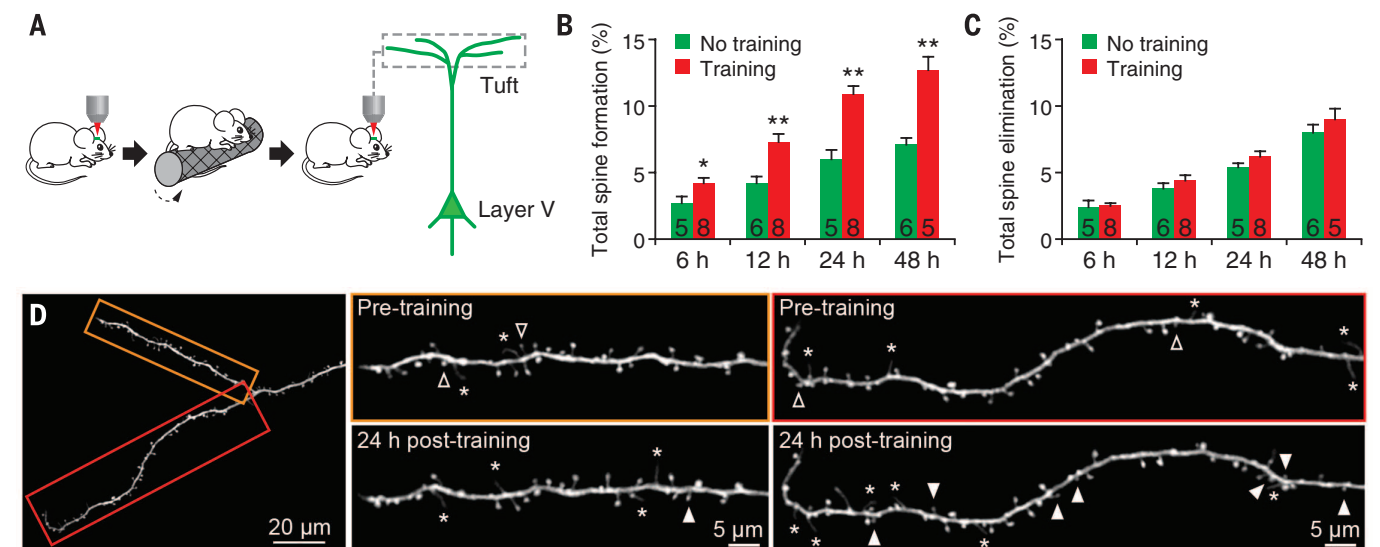 A
Tuft
Layer V
B
Total spine formation (%)
No training
Training
15
10
5
0
*
**
**
**
5 8 6 8 5 8 6 5
6 h 12 h 24 h 48 h
C
Total spine elimination (%)
No training
Training
15
10
5
0
5 8 6 8 5 8 6 5
6 h 12 h 24 h 48 h
D
20 µm
Pre-training
* *
Pre-training
* * * * *
24 h post-training
* * * *
5 µm
24 h post-training
* * * * * *
5 µm